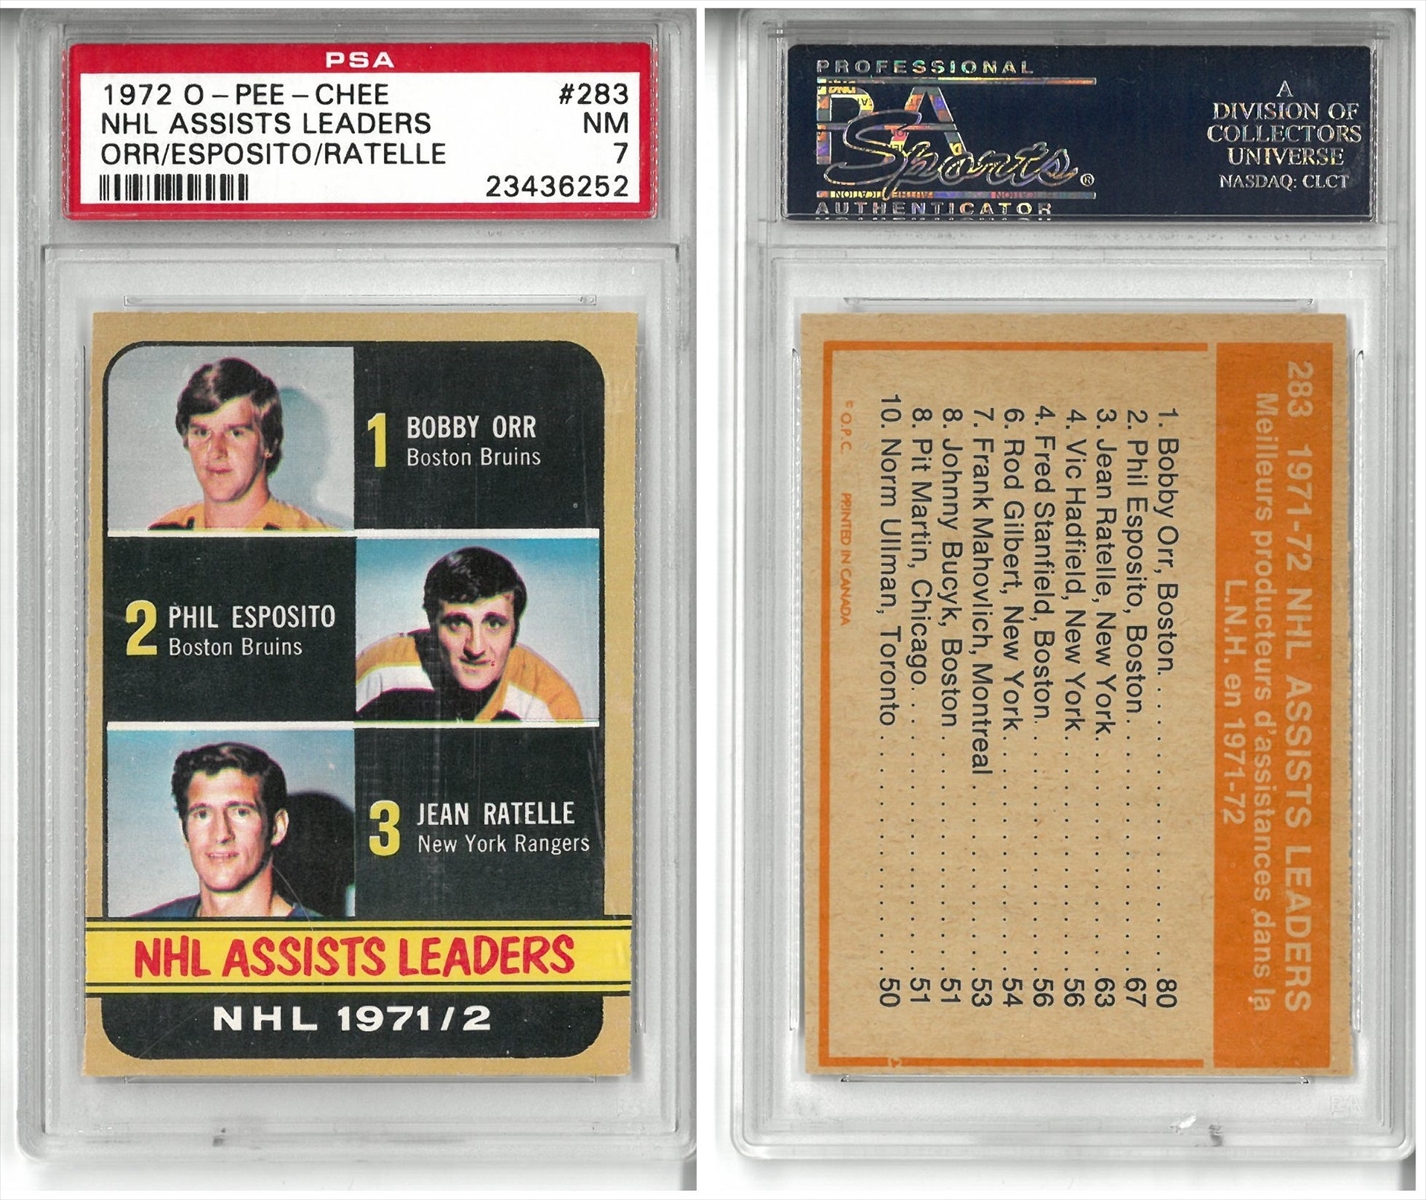 PSA
1972 O-PEE-CHEE #283
NHL ASSISTS LEADERS NM
ORR/ESPOSITO/RATELLE 7
23436252
1 BOBBY ORR
Boston Bruins
2 PHIL ESPOSITO
Boston Bruins
3 JEAN RATELLE
New York Rangers
NHL ASSISTS LEADERS
NHL 1971/2
PROFESSIONAL
PSA
Sports®
AUTHENTICATOR
A
DIVISION OF
COLLECTORS
UNIVERSE
NASDAQ: CLCT
283 1971-72 NHL ASSISTS LEADERS
Meilleurs producteurs d'assistances dans la
L.N.H. en 1971-72
1. Bobby Orr, Boston 80
2. Phil Esposito, Boston 67
3. Jean Ratelle, New York 63
4. Vic Hadfield, New York 56
4. Fred Stanfield, Boston 56
6. Rod Gilbert, New York 54
7. Frank Mahovlich, Montreal 53
8. Johnny Bucyk, Boston 51
8. Pit Martin, Chicago 51
10. Norm Ullman, Toronto 50
© O.P.C. PRINTED IN CANADA